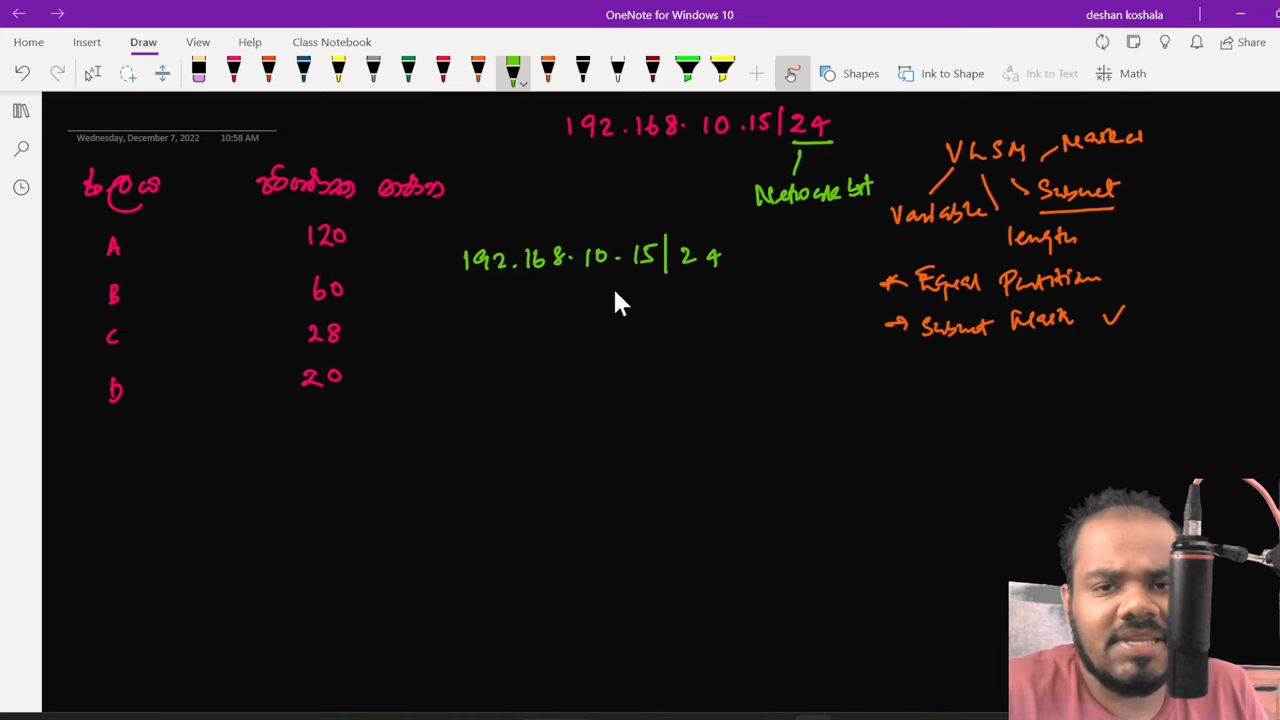 OneNote for Windows 10
deshan koshala
Home Insert Draw View Help Class Notebook
Share
Shapes Ink to Shape Ink to Text Math
Wednesday, December 7, 2022 10:58 AM
192.168.10.15/24
Network bit
VLSM
Masked
Subnet
Variable
length
* Equal Partition
→ Subnet Mask ✓
ජාලය
A 120
B 60
C 28
D 20
192.168.10.15/24